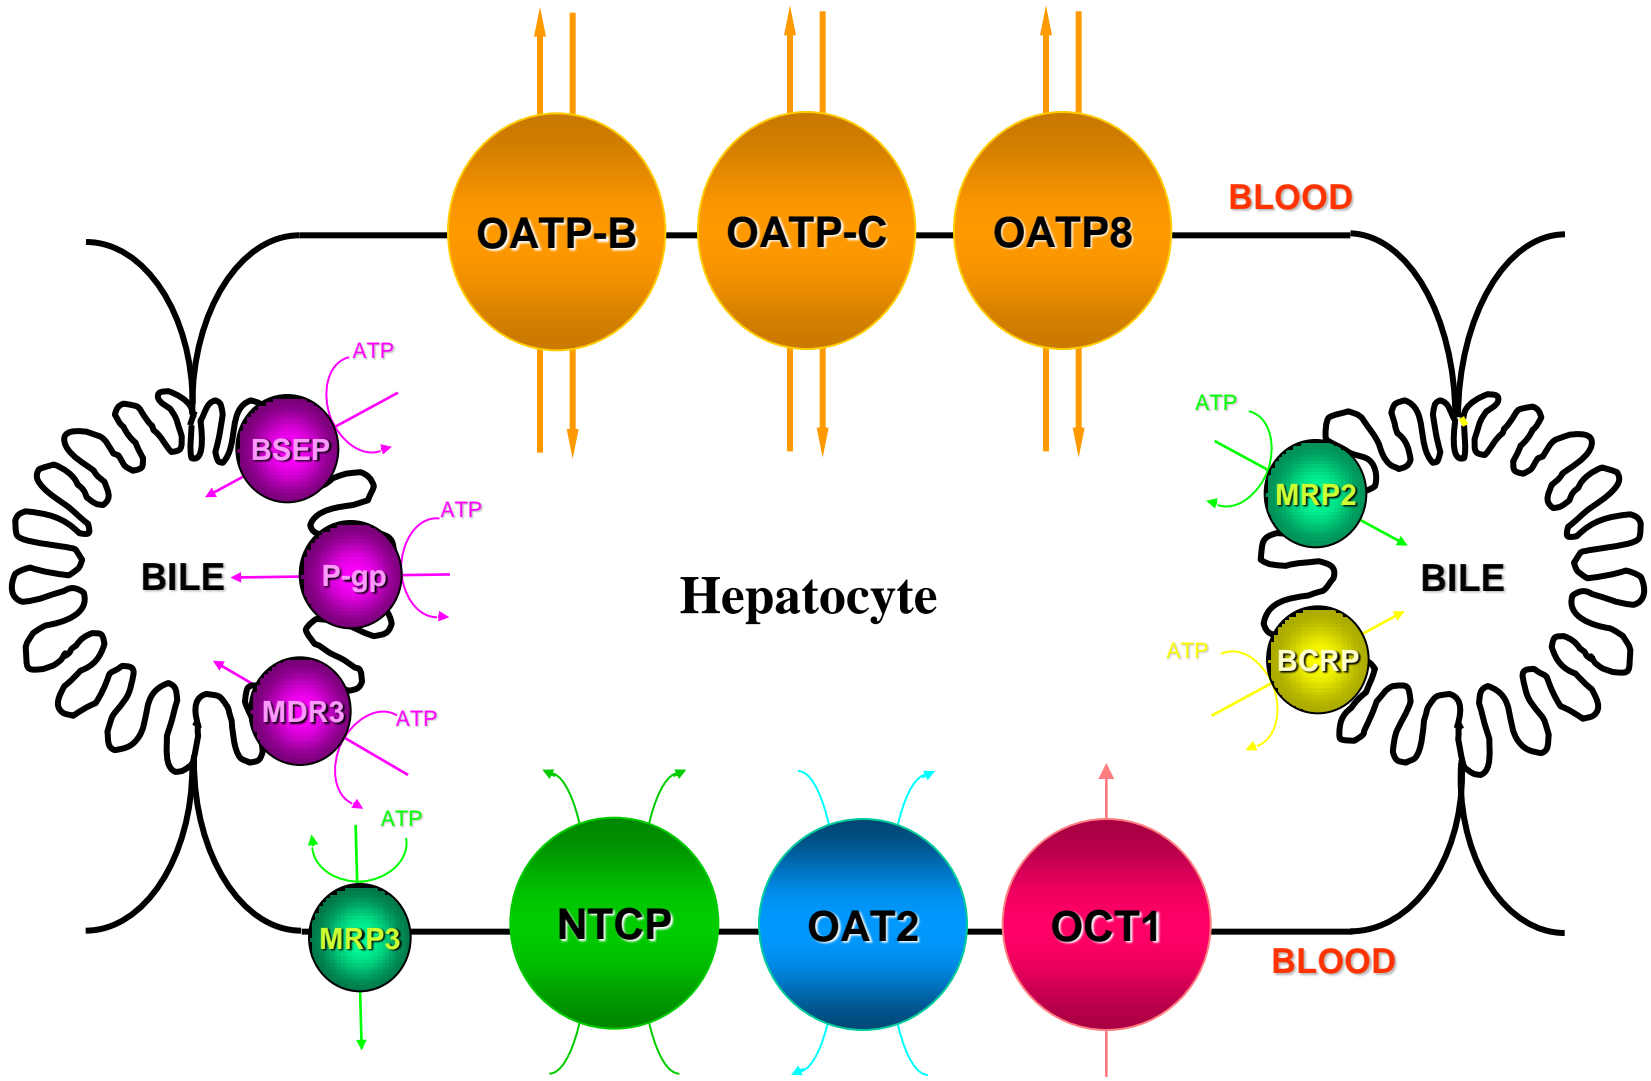 OATP-B
OATP-C
OATP8
BLOOD
ATP
BSEP
ATP
P-gp
BILE
MDR3
ATP
Hepatocyte
ATP
MRP2
BILE
ATP
BCRP
ATP
MRP3
NTCP
OAT2
OCT1
BLOOD